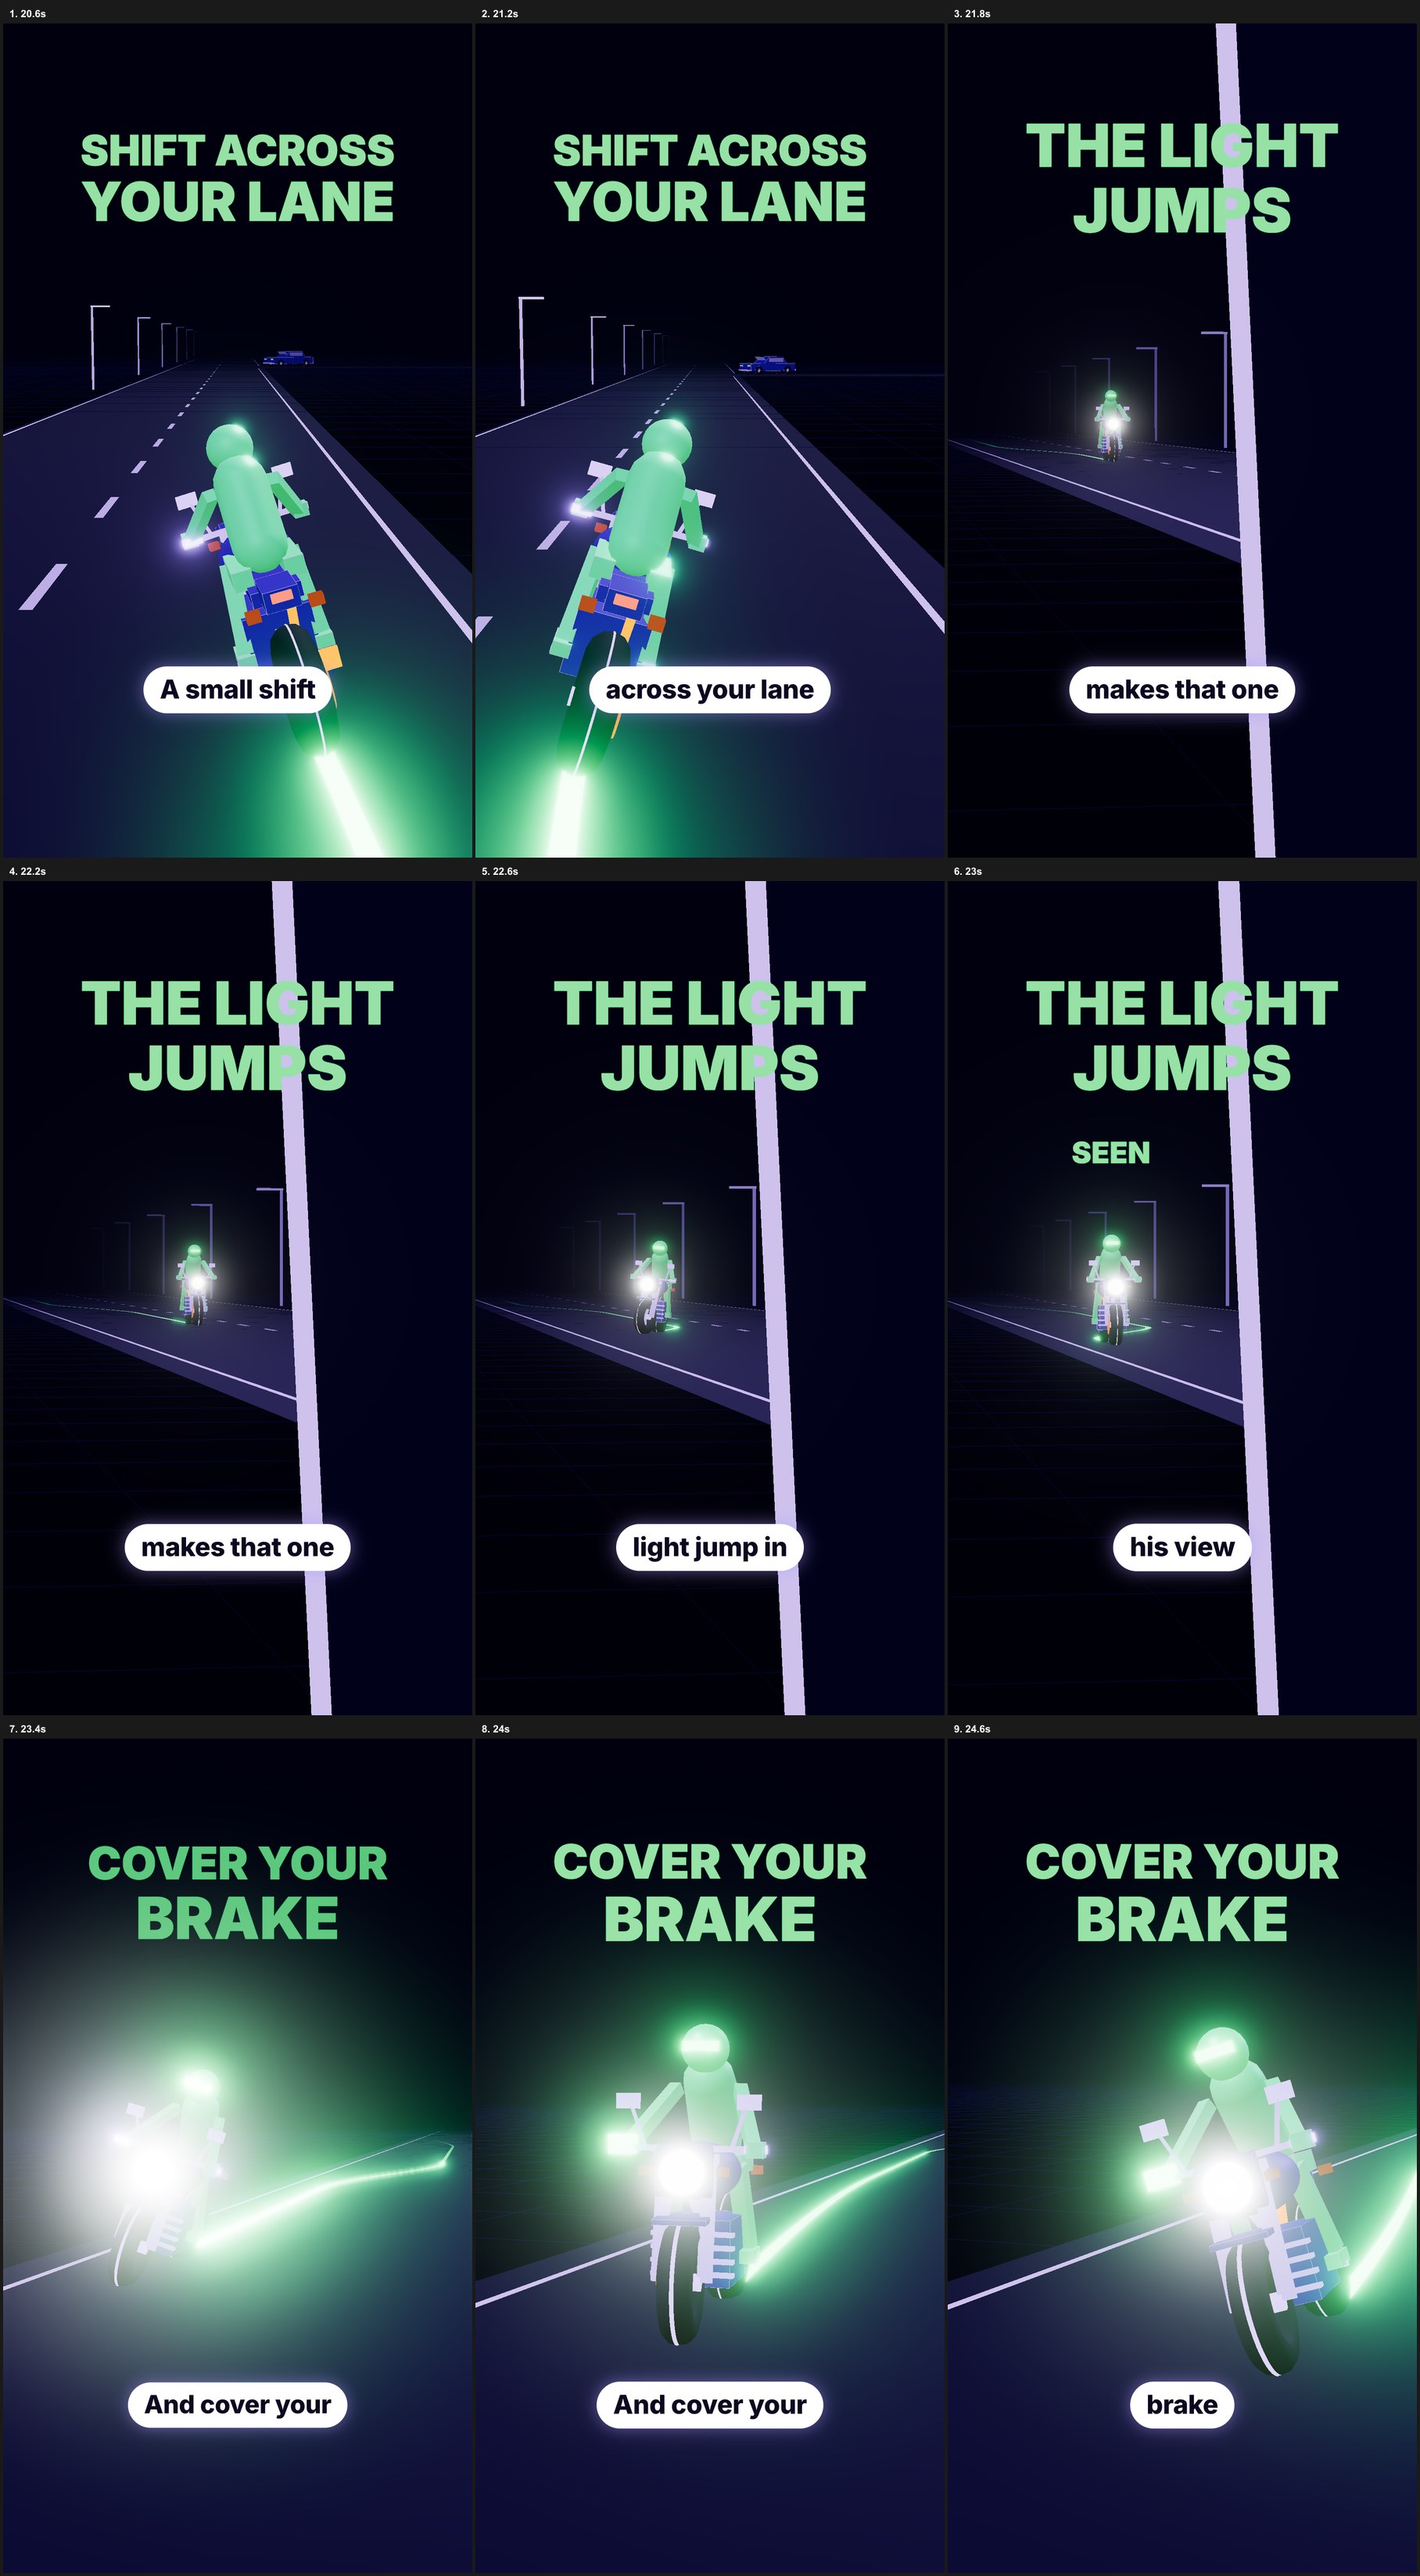 1. 20.6s
SHIFT ACROSS
YOUR LANE
A small shift
2. 21.2s
SHIFT ACROSS
YOUR LANE
across your lane
3. 21.8s
THE LIGHT
JUMPS
makes that one
4. 22.2s
THE LIGHT
JUMPS
makes that one
5. 22.6s
THE LIGHT
JUMPS
light jump in
6. 23s
THE LIGHT
JUMPS
SEEN
his view
7. 23.4s
COVER YOUR
BRAKE
And cover your
8. 24s
COVER YOUR
BRAKE
And cover your
9. 24.6s
COVER YOUR
BRAKE
brake